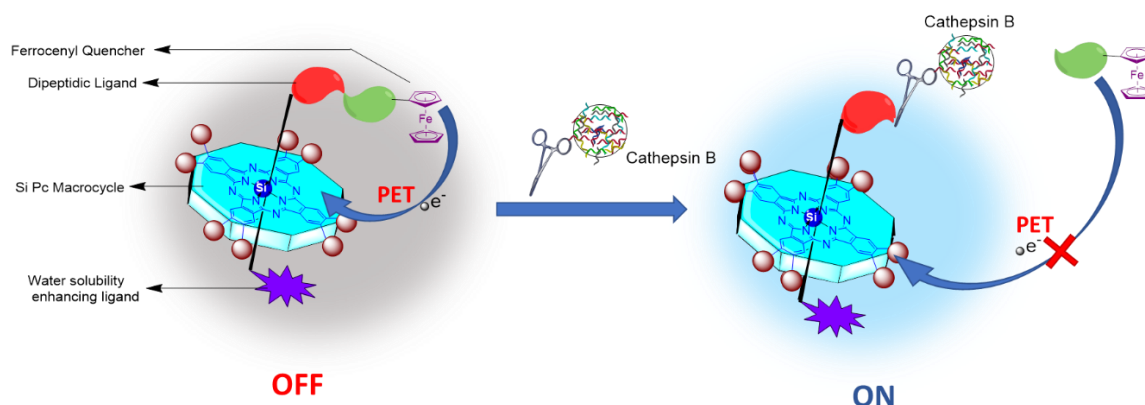 Ferrocenyl Quencher
Dipeptidic Ligand
Si Pc Macrocycle
Water solubility
enhancing ligand
Fe
N
N
N
N
Si
N
N
N
N
PET
e-
OFF
Cathepsin B
Cathepsin B
Fe
N
N
N
N
Si
N
N
N
N
PET
e-
ON